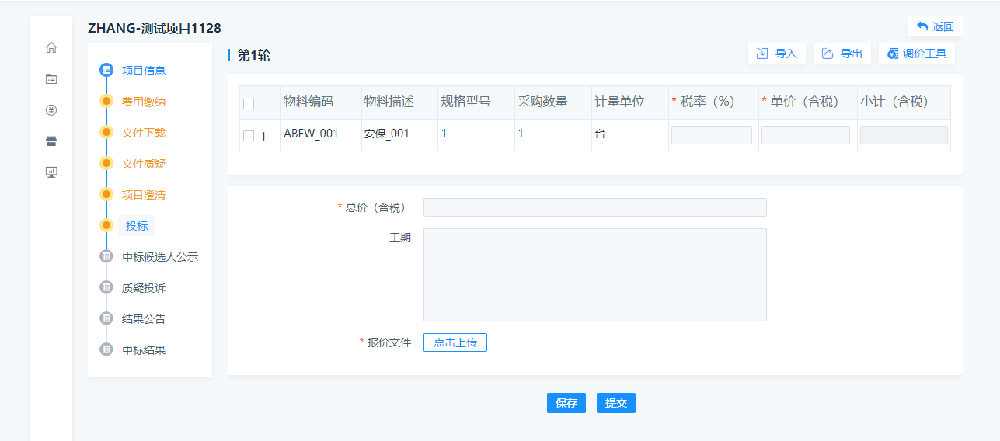 ZHANG-测试项目1128
返回
项目信息
费用缴纳
文件下载
文件质疑
项目澄清
投标
中标候选人公示
质疑投诉
结果公告
中标结果
第1轮
导入 导出 调价工具
物料编码 物料描述 规格型号 采购数量 计量单位 * 税率（%） * 单价（含税） 小计（含税）
1 ABFW_001 安保_001 1 1 台
* 总价（含税）
工期
* 报价文件 点击上传
保存 提交